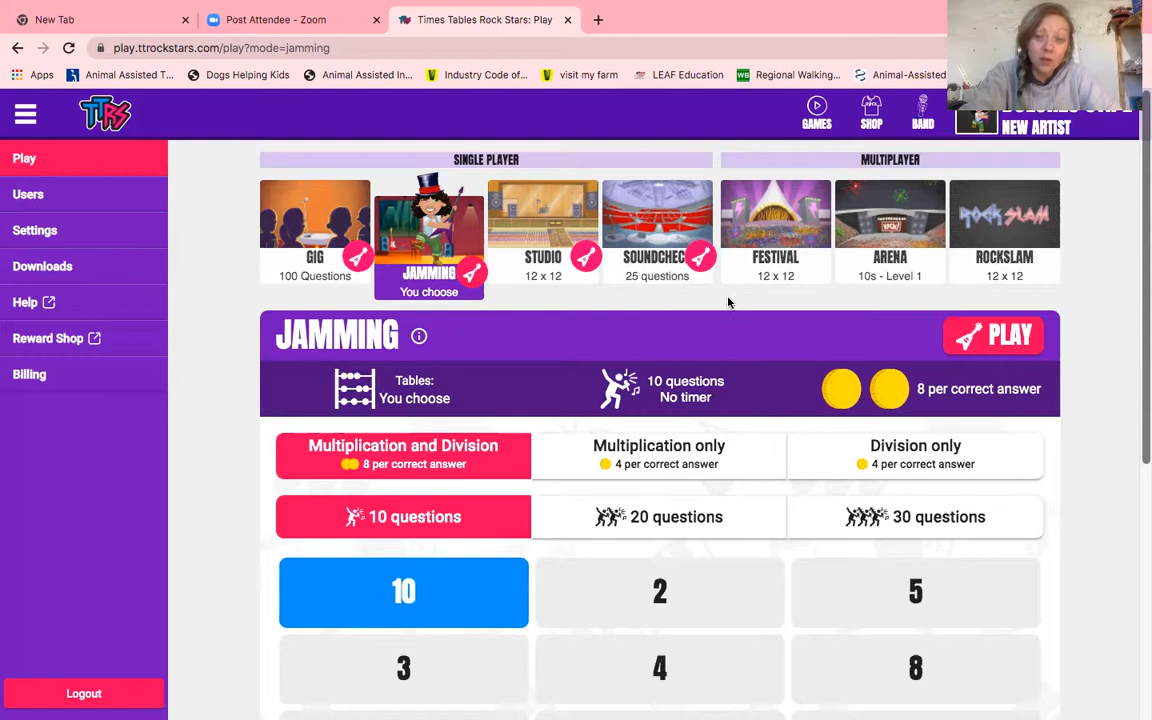 New Tab
Post Attendee - Zoom
Times Tables Rock Stars: Play
play.ttrockstars.com/play?mode=jamming
Apps
Animal Assisted T...
Dogs Helping Kids
Animal Assisted In...
Industry Code of...
visit my farm
LEAF Education
Regional Walking...
Animal-Assisted
TTRS
GAMES
SHOP
BAND
NEW ARTIST
Play
Users
Settings
Downloads
Help
Reward Shop
Billing
Logout
SINGLE PLAYER
MULTIPLAYER
GIG
100 Questions
JAMMING
You choose
STUDIO
12 x 12
SOUNDCHEC
25 questions
FESTIVAL
12 x 12
LUCK!
ARENA
10s - Level 1
ROCKSLAM
ROCKSLAM
12 x 12
JAMMING
PLAY
Tables:
You choose
10 questions
No timer
8 per correct answer
Multiplication and Division
8 per correct answer
Multiplication only
4 per correct answer
Division only
4 per correct answer
10 questions
20 questions
30 questions
10
2
5
3
4
8